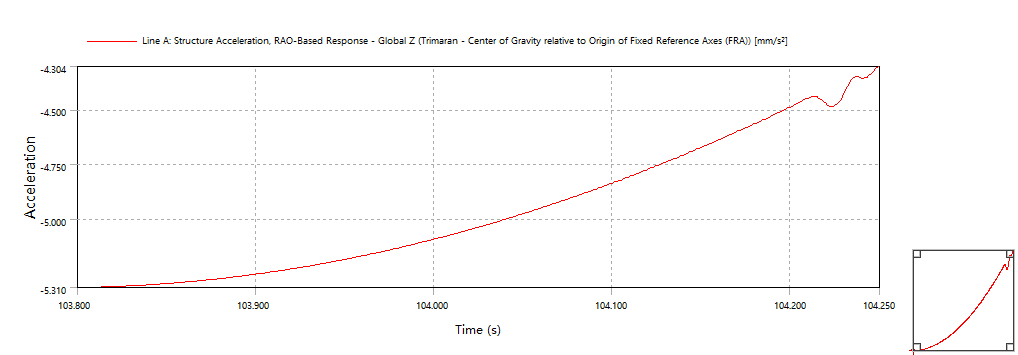 Line A: Structure Acceleration, RAO-Based Response - Global Z (Trimaran - Center of Gravity relative to Origin of Fixed Reference Axes (FRA)) [mm/s²]
-4.304
-4.500
-4.750
-5.000
-5.310
Acceleration
103.800 103.900 104.000 104.100 104.200 104.250
Time (s)